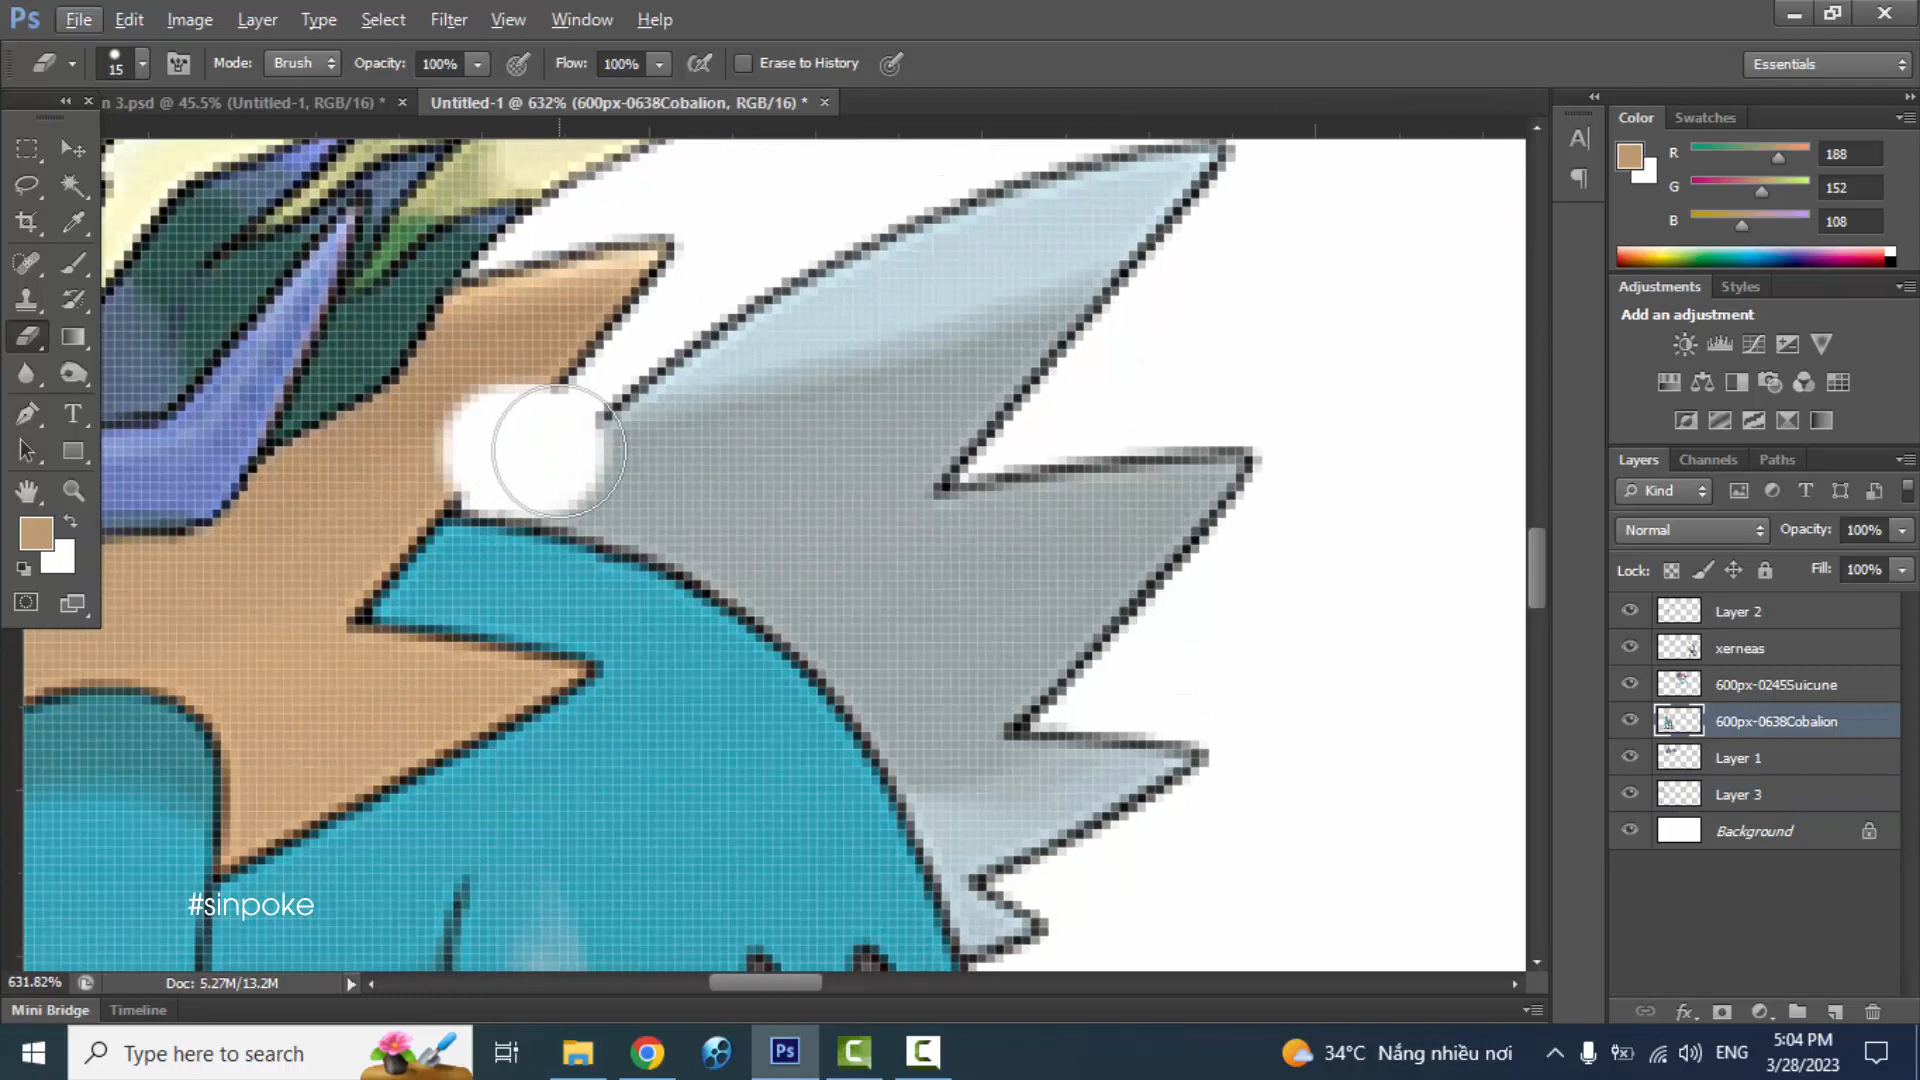 Ps File Edit Image Layer Type Select Filter View Window Help
15 Mode: Brush Opacity: 100% Flow: 100% Erase to History Essentials
n 3.psd @ 45.5% (Untitled-1, RGB/16) * × Untitled-1 @ 632% (600px-0638Cobalion, RGB/16) * ×
Color Swatches
R 188
G 152
B 108
Adjustments Styles
Add an adjustment
Layers Channels Paths
Kind
Normal Opacity: 100%
Lock: Fill: 100%
Layer 2
xerneas
600px-0245Suicune
600px-0638Cobalion
Layer 1
Layer 3
Background
#sinpoke
631.82% Doc: 5.27M/13.2M
Mini Bridge Timeline
Type here to search
34°C Nắng nhiều nơi ENG
5:04 PM
3/28/2023